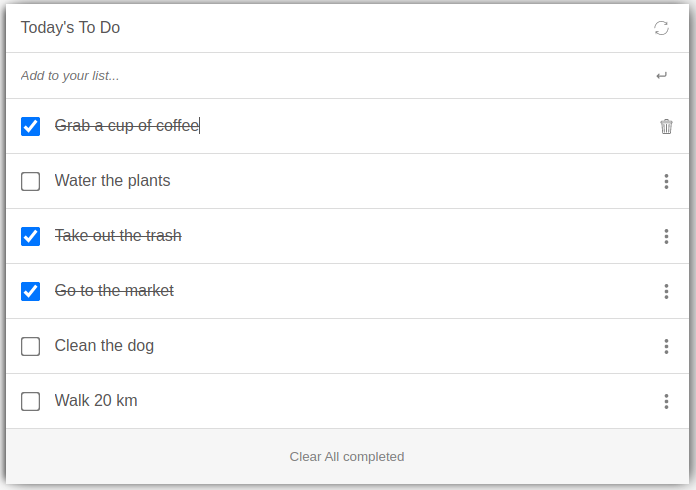 Today's To Do
Add to your list...
Grab a cup of coffee
Water the plants
Take out the trash
Go to the market
Clean the dog
Walk 20 km
Clear All completed